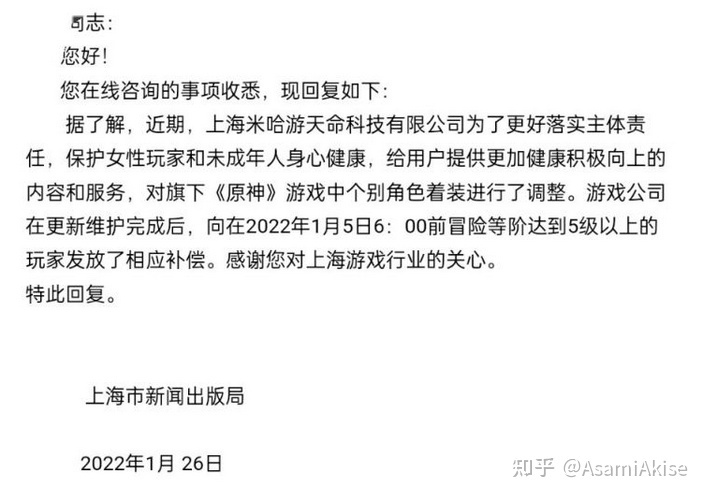 同志：
您好！
您在线咨询的事项收悉，现回复如下：
据了解，近期，上海米哈游天命科技有限公司为了更好落实主体责
任，保护女性玩家和未成年人身心健康，给用户提供更加健康积极向上的
内容和服务，对旗下《原神》游戏中个别角色着装进行了调整。游戏公司
在更新维护完成后，向在2022年1月5日6：00前冒险等阶达到5级以上的
玩家发放了相应补偿。感谢您对上海游戏行业的关心。
特此回复。
上海市新闻出版局
2022年1月 26日
知乎 @AsamiAkise